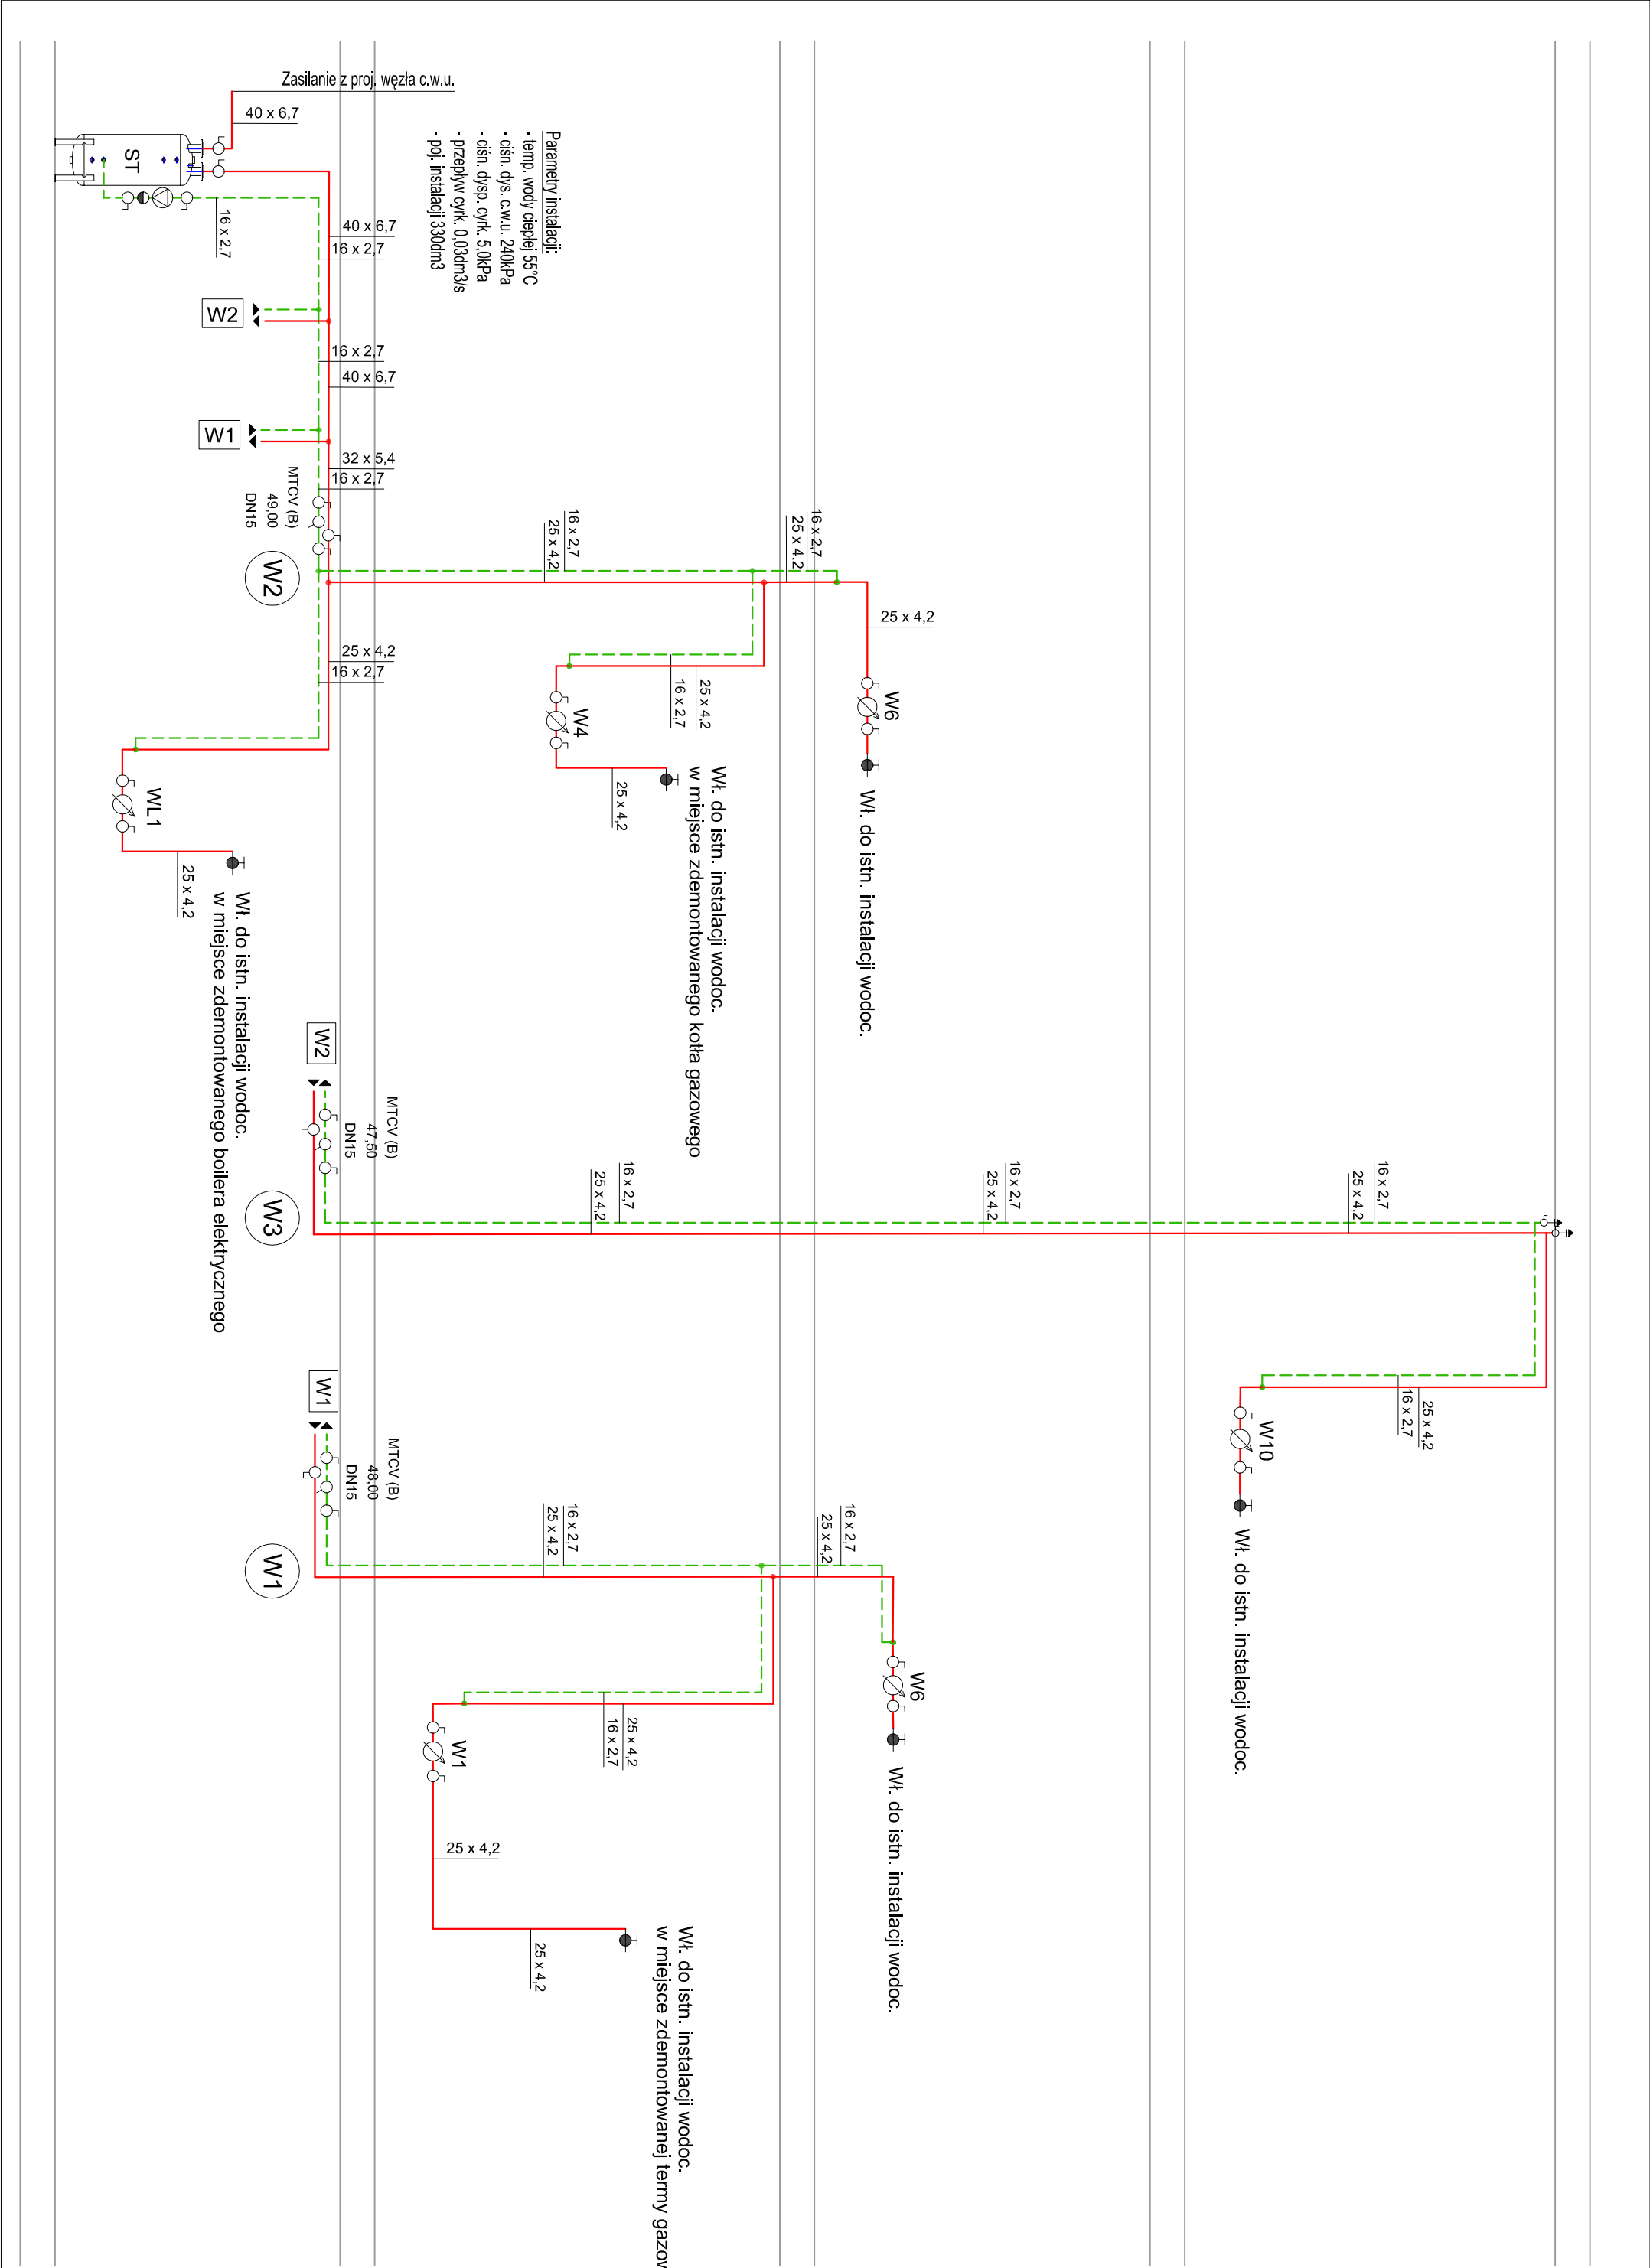 Zasilanie z proj. węzła c.w.u.
40 x 6,7
ST
16 x 2,7
Parametry instalacji:
- temp. wody ciepłej 55°C
- ciśn. dys. c.w.u. 240kPa
- ciśn. dysp. cyrk. 5,0kPa
- przepływ cyrk. 0,03dm3/s
- poj. instalacji 330dm3
40 x 6,7
16 x 2,7
W2
16 x 2,7
40 x 6,7
W1
32 x 5,4
16 x 2,7
MTCV (B)
49,00
DN15
W2
16 x 2,7
25 x 4,2
16 x 2,7
25 x 4,2
25 x 4,2
25 x 4,2
16 x 2,7
25 x 4,2
16 x 2,7
W6
Wł. do istn. instalacji wodoc.
W4
25 x 4,2
Wł. do istn. instalacji wodoc.
w miejsce zdemontowanego kotła gazowego
WL1
25 x 4,2
Wł. do istn. instalacji wodoc.
w miejsce zdemontowanego boilera elektrycznego
W2
MTCV (B)
47,50
DN15
W3
16 x 2,7
25 x 4,2
16 x 2,7
25 x 4,2
16 x 2,7
25 x 4,2
25 x 4,2
16 x 2,7
W10
Wł. do istn. instalacji wodoc.
W1
MTCV (B)
48,00
DN15
W1
16 x 2,7
25 x 4,2
16 x 2,7
25 x 4,2
W6
Wł. do istn. instalacji wodoc.
25 x 4,2
16 x 2,7
W1
25 x 4,2
25 x 4,2
Wł. do istn. instalacji wodoc.
w miejsce zdemontowanej termy